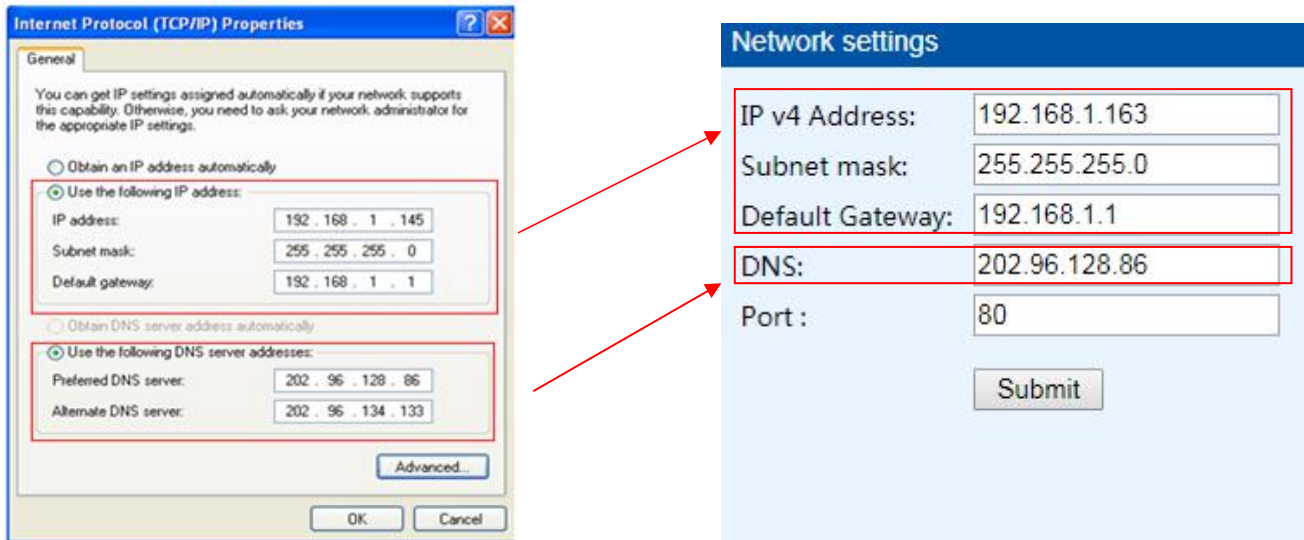 Internet Protocol (TCP/IP) Properties
General
You can get IP settings assigned automatically if your network supports
this capability. Otherwise, you need to ask your network administrator for
the appropriate IP settings.
Obtain an IP address automatically
Use the following IP address:
IP address: 192 . 168 . 1 . 145
Subnet mask: 255 . 255 . 255 . 0
Default gateway: 192 . 168 . 1 . 1
Obtain DNS server address automatically
Use the following DNS server addresses:
Preferred DNS server: 202 . 96 . 128 . 86
Alternate DNS server: 202 . 96 . 134 . 133
Advanced...
OK Cancel
Network settings
IP v4 Address: 192.168.1.163
Subnet mask: 255.255.255.0
Default Gateway: 192.168.1.1
DNS: 202.96.128.86
Port : 80
Submit